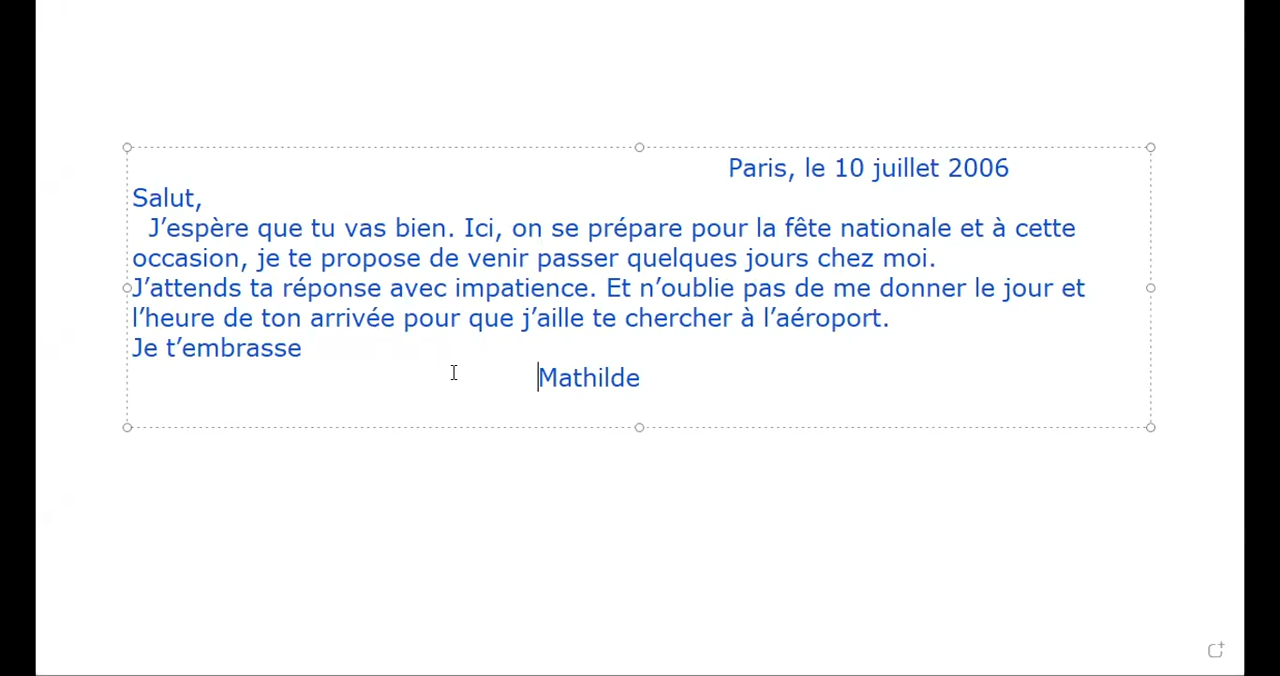 Paris, le 10 juillet 2006
Salut,
J’espère que tu vas bien. Ici, on se prépare pour la fête nationale et à cette
occasion, je te propose de venir passer quelques jours chez moi.
J’attends ta réponse avec impatience. Et n’oublie pas de me donner le jour et
l’heure de ton arrivée pour que j’aille te chercher à l’aéroport.
Je t’embrasse
Mathilde